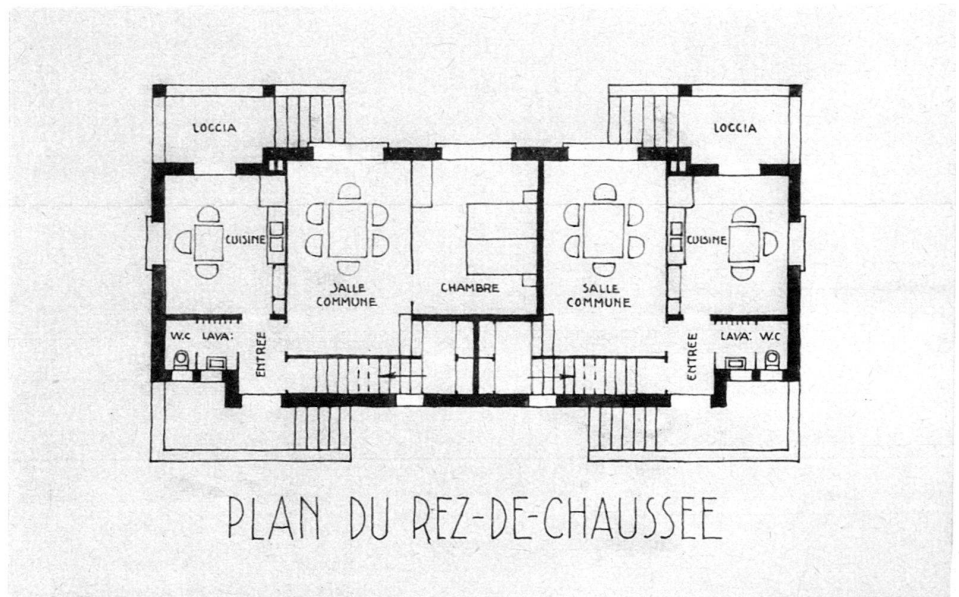 LOGGIA
LOGGIA
CUISINE
CUISINE
SALLE
COMMUNE
CHAMBRE
SALLE
COMMUNE
W.C
LAVA:
ENTREE
ENTREE
LAVA:
W.C
PLAN DU REZ-DE-CHAUSSEE